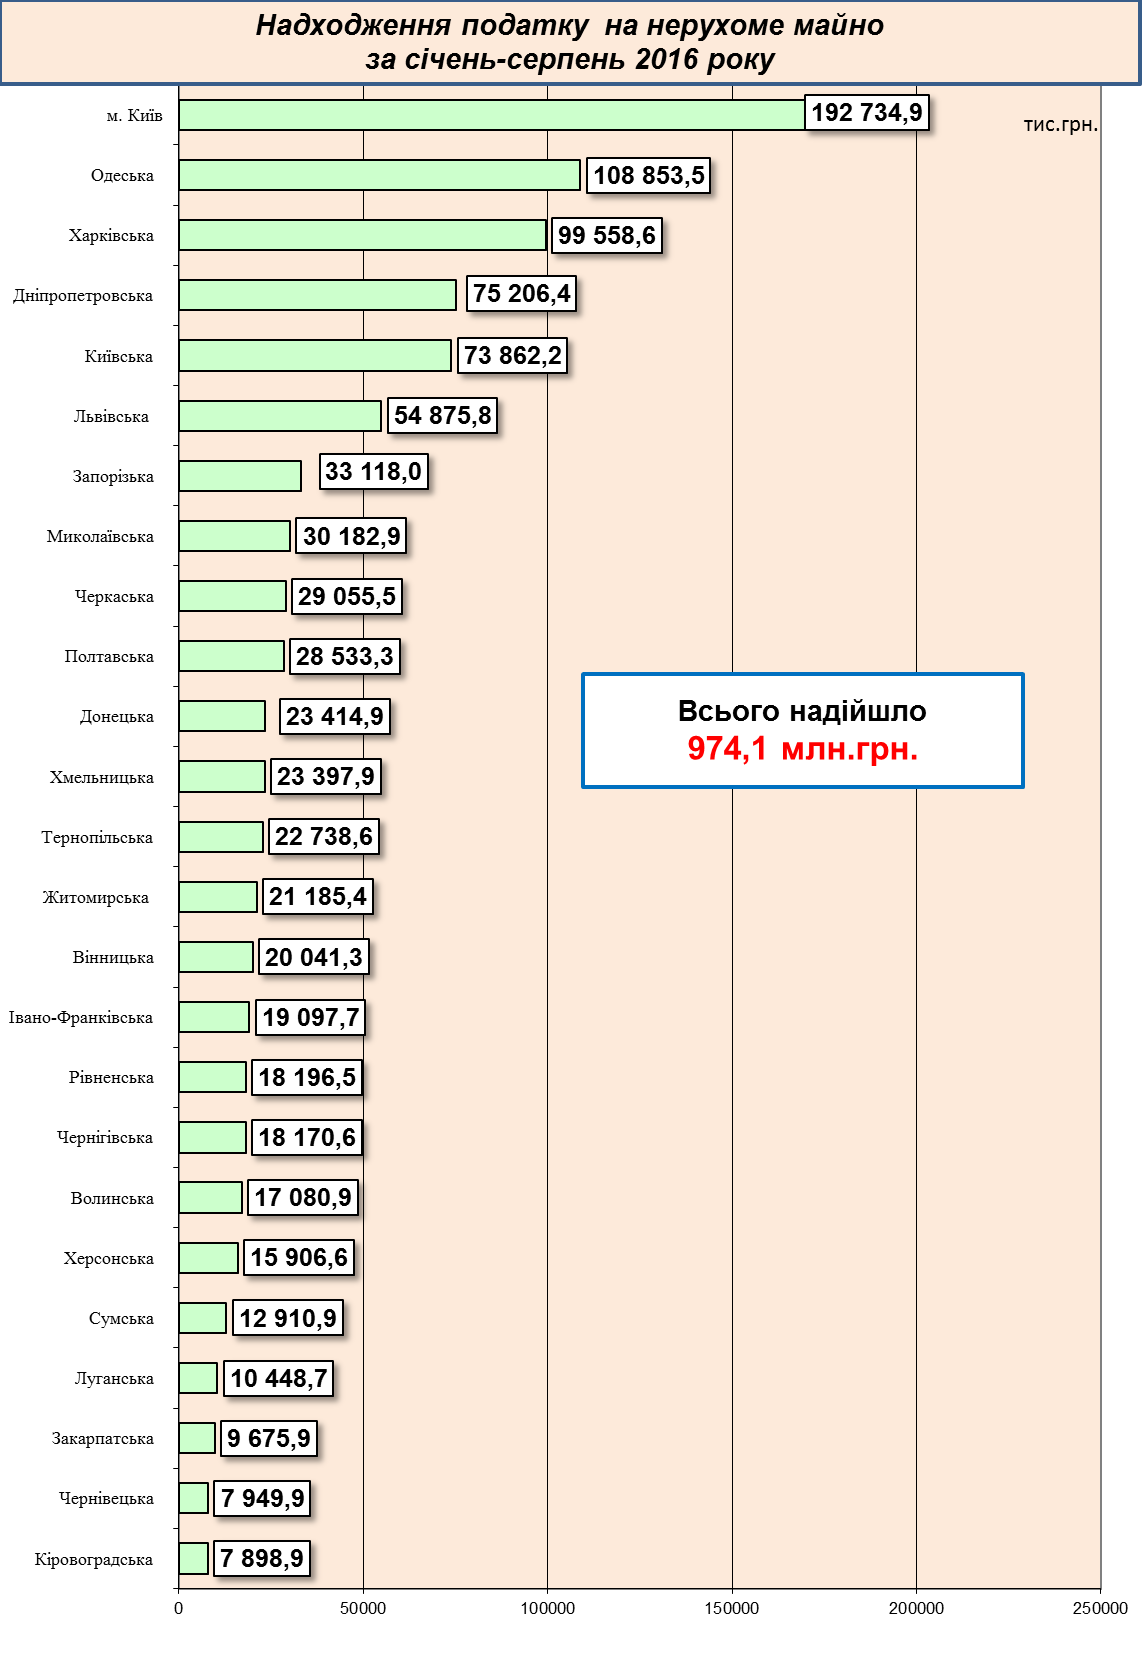 Надходження податку  на нерухоме майно
за січень-серпень 2016 року
тис.грн.
м. Київ 192 734,9
Одеська 108 853,5
Харківська 99 558,6
Дніпропетровська 75 206,4
Київська 73 862,2
Львівська 54 875,8
Запорізька 33 118,0
Миколаївська 30 182,9
Черкаська 29 055,5
Полтавська 28 533,3
Донецька 23 414,9
Хмельницька 23 397,9
Тернопільська 22 738,6
Житомирська 21 185,4
Вінницька 20 041,3
Івано-Франківська 19 097,7
Рівненська 18 196,5
Чернігівська 18 170,6
Волинська 17 080,9
Херсонська 15 906,6
Сумська 12 910,9
Луганська 10 448,7
Закарпатська 9 675,9
Чернівецька 7 949,9
Кіровоградська 7 898,9
Всього надійшло
974,1 млн.грн.
0 50000 100000 150000 200000 250000